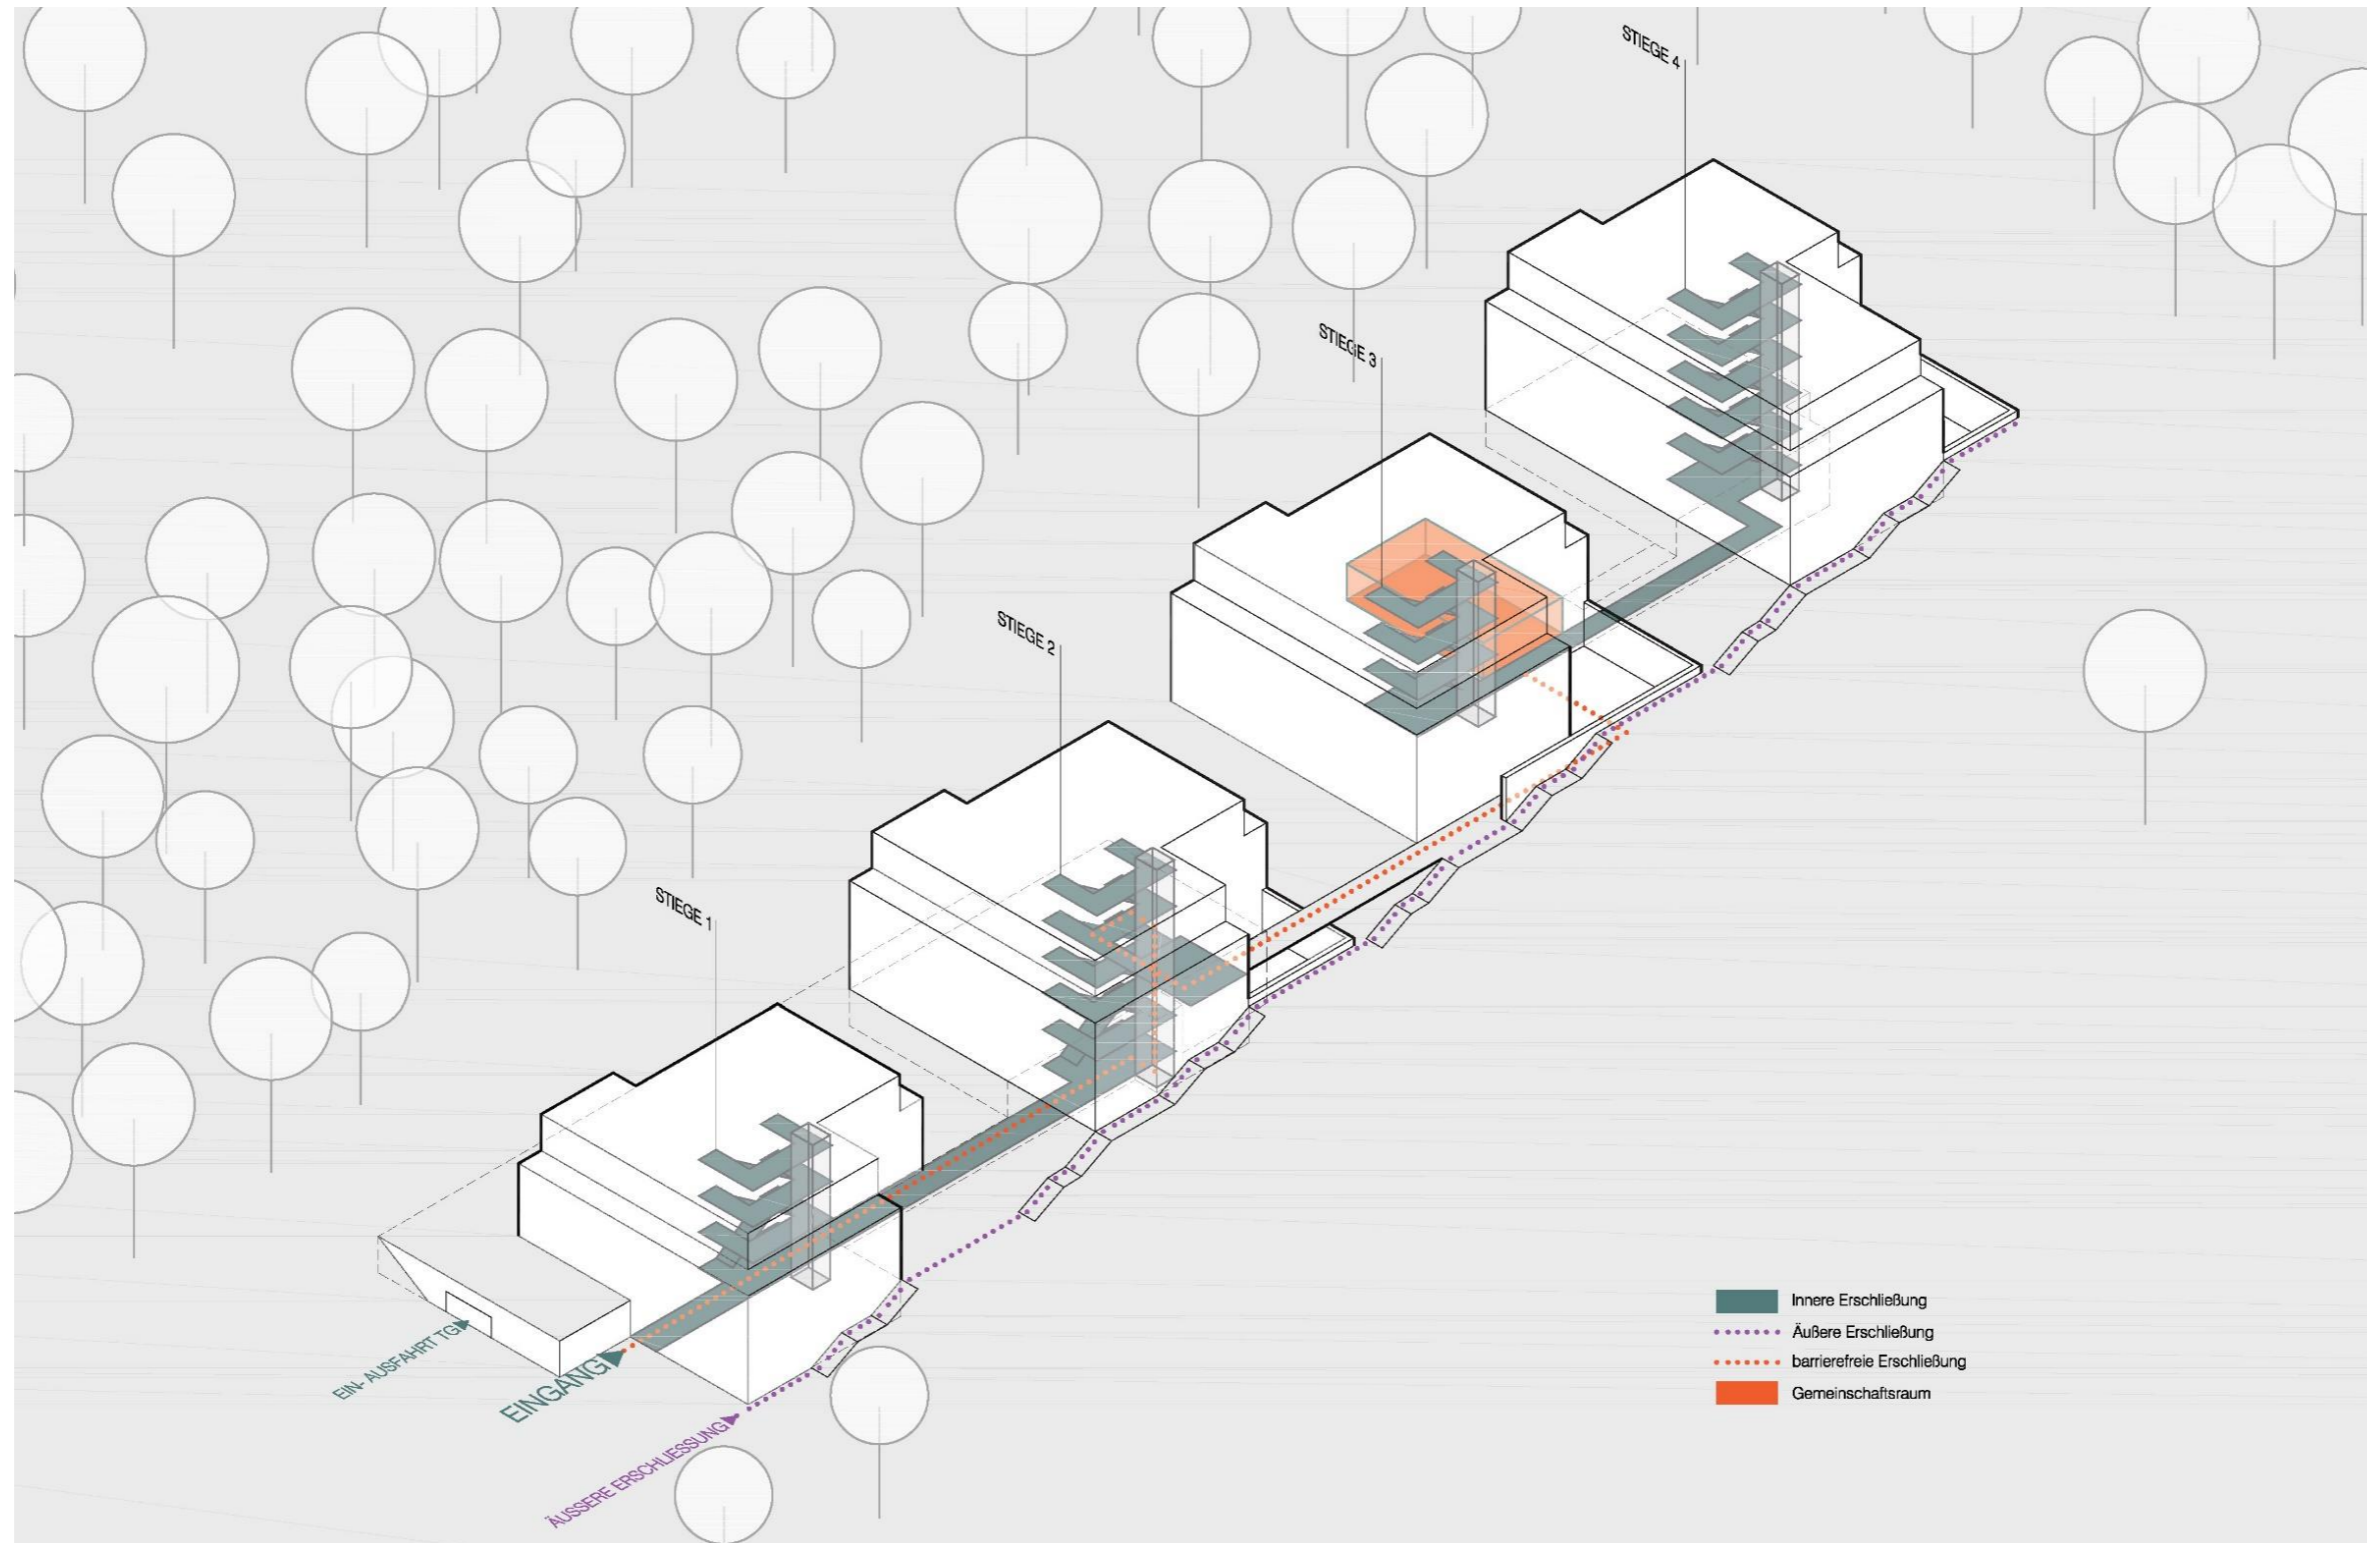 STIEGE 4
STIEGE 3
STIEGE 2
STIEGE 1
EIN- AUSFAHRT TG
EINGANG
ÄUSSERE ERSCHLIESSUNG
Innere Erschließung
Äußere Erschließung
barrierefreie Erschließung
Gemeinschaftsraum